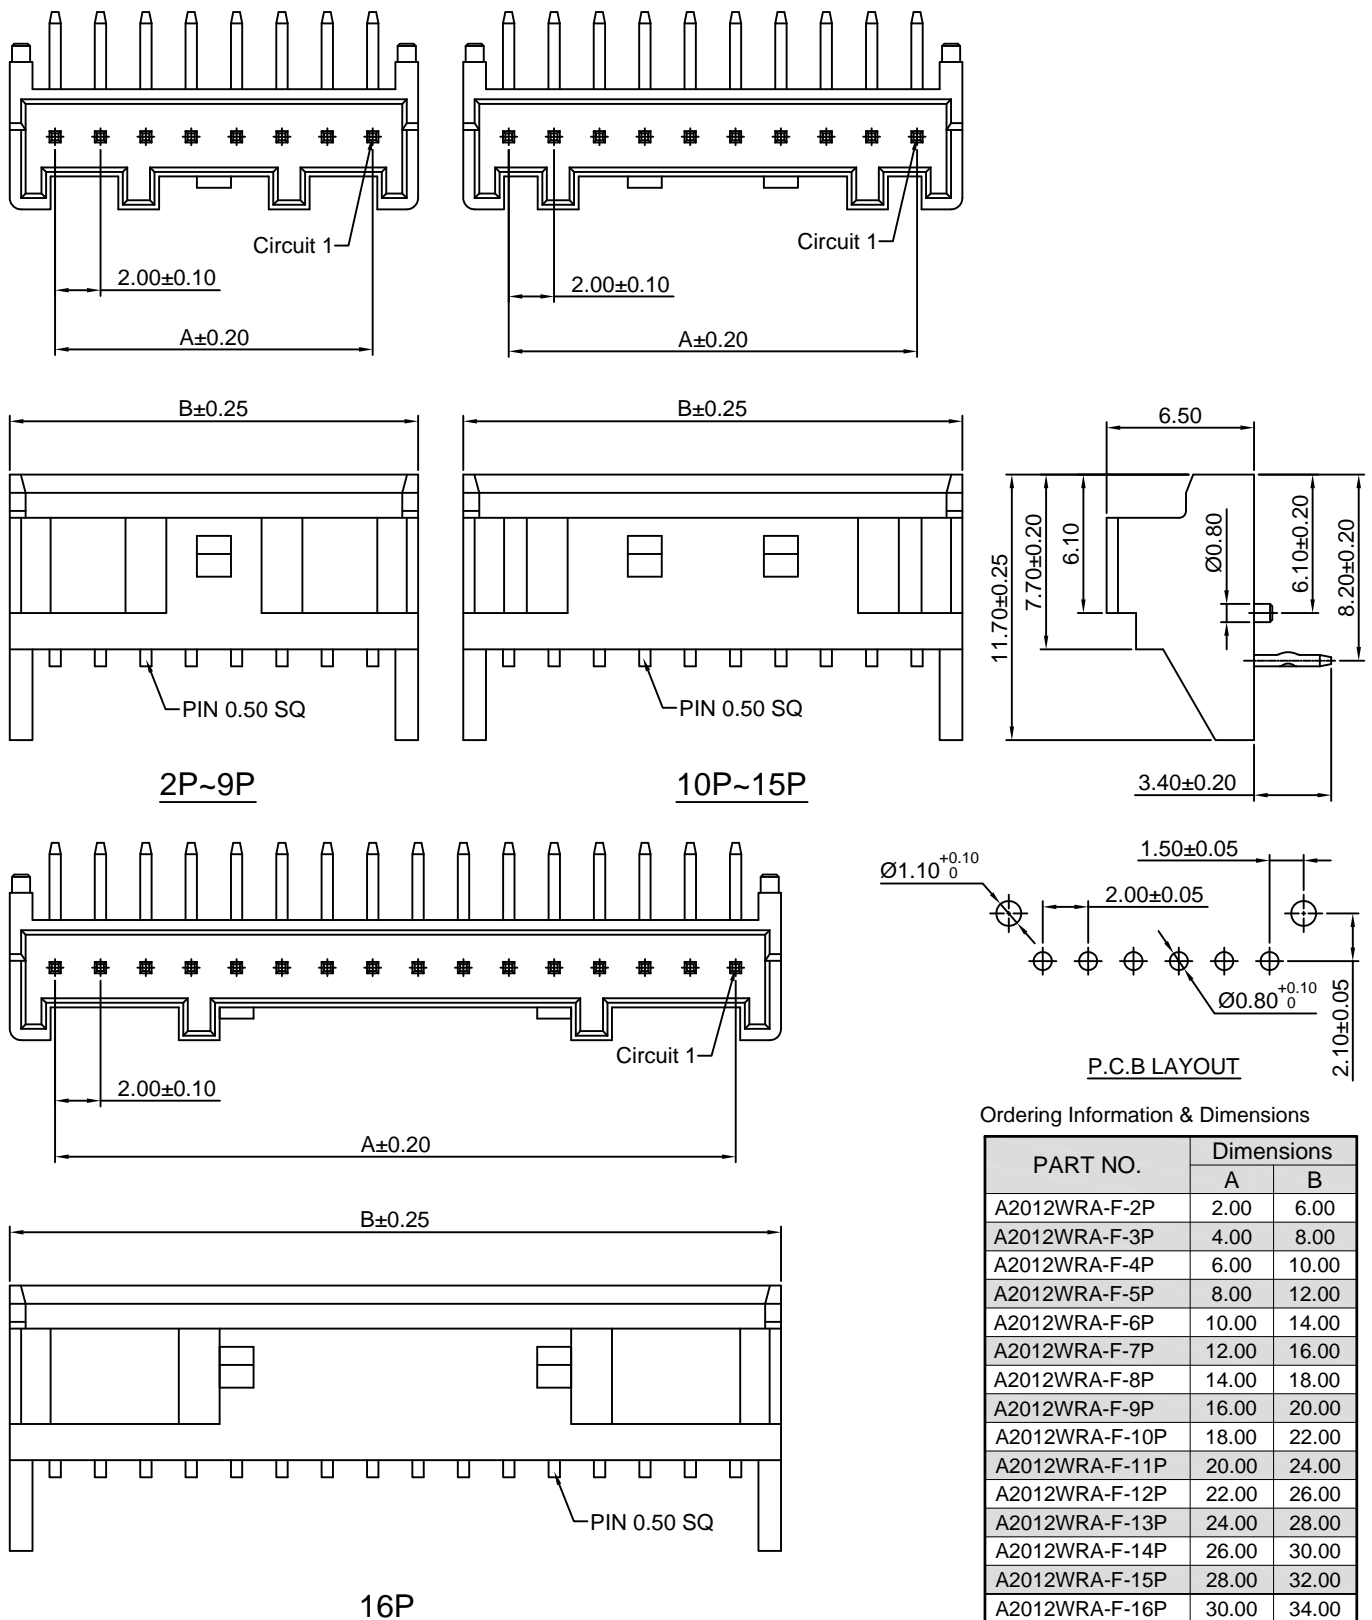 Circuit 1
2.00±0.10
A±0.20
Circuit 1
2.00±0.10
A±0.20
B±0.25
PIN 0.50 SQ
2P~9P
B±0.25
PIN 0.50 SQ
10P~15P
6.50
11.70±0.25
7.70±0.20
6.10
Ø0.80
6.10±0.20
8.20±0.20
3.40±0.20
Circuit 1
2.00±0.10
A±0.20
Ø1.10 +0.10 0
2.00±0.05
1.50±0.05
Ø0.80 +0.10 0
2.10±0.05
P.C.B LAYOUT
B±0.25
PIN 0.50 SQ
16P
Ordering Information & Dimensions
PART NO. Dimensions
A B
A2012WRA-F-2P 2.00 6.00
A2012WRA-F-3P 4.00 8.00
A2012WRA-F-4P 6.00 10.00
A2012WRA-F-5P 8.00 12.00
A2012WRA-F-6P 10.00 14.00
A2012WRA-F-7P 12.00 16.00
A2012WRA-F-8P 14.00 18.00
A2012WRA-F-9P 16.00 20.00
A2012WRA-F-10P 18.00 22.00
A2012WRA-F-11P 20.00 24.00
A2012WRA-F-12P 22.00 26.00
A2012WRA-F-13P 24.00 28.00
A2012WRA-F-14P 26.00 30.00
A2012WRA-F-15P 28.00 32.00
A2012WRA-F-16P 30.00 34.00